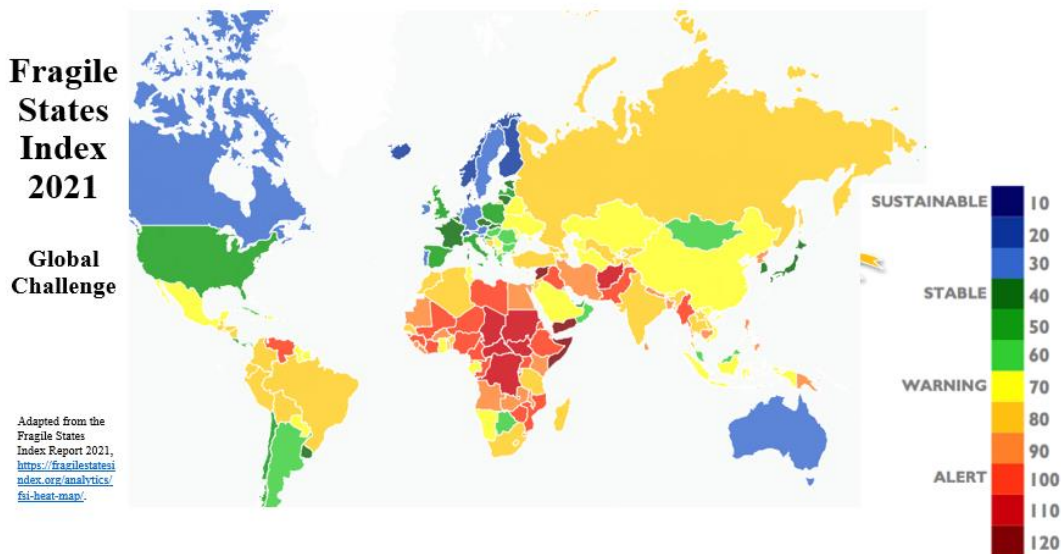 Fragile
States
Index
2021
Global
Challenge
Adapted from the
Fragile States
Index Report 2021,
https://fragilestatesi
ndex.org/analytics/
fsi-heat-map/.
SUSTAINABLE
10
20
30
STABLE
40
50
60
WARNING
70
80
90
ALERT
100
110
120